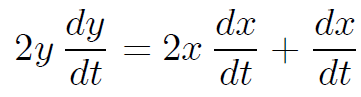 2y dy/dt = 2x dx/dt + dx/dt